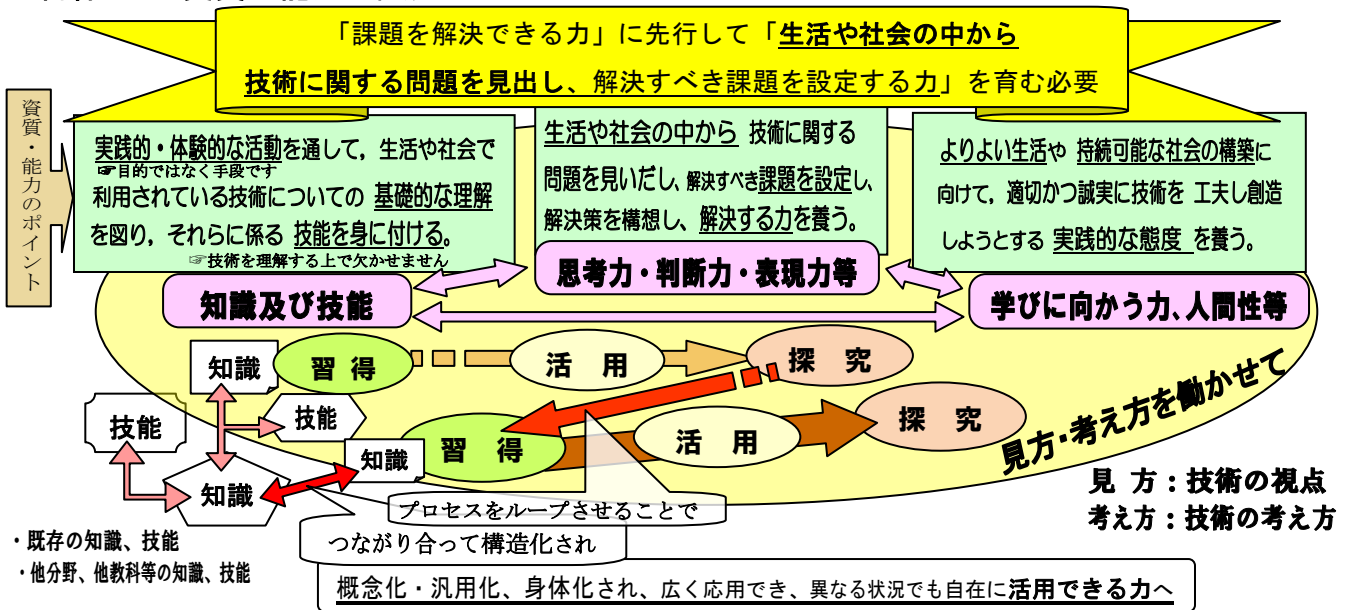 「課題を解決できる力」に先行して「生活や社会の中から
技術に関する問題を見出し、解決すべき課題を設定する力」を育む必要
資質・能力のポイント
実践的・体験的な活動を通して，生活や社会で
☞目的ではなく手段です
利用されている技術についての 基礎的な理解
を図り，それらに係る 技能を身に付ける。
☞技術を理解する上で欠かせません
生活や社会の中から 技術に関する
問題を見いだし、解決すべき課題を設定し、
解決策を構想し、解決する力を養う。
よりよい生活や 持続可能な社会の構築に
向けて，適切かつ誠実に技術を 工夫し創造
しようとする 実践的な態度 を養う。
知識及び技能
思考力・判断力・表現力等
学びに向かう力、人間性等
知識
習 得
活 用
探 究
技能
技能
知識
知識
習 得
活 用
探 究
見方・考え方を働かせて
見 方：技術の視点
考え方：技術の考え方
プロセスをループさせることで
つながり合って構造化され
・既存の知識、技能
・他分野、他教科等の知識、技能
概念化・汎用化、身体化され、広く応用でき、異なる状況でも自在に活用できる力へ